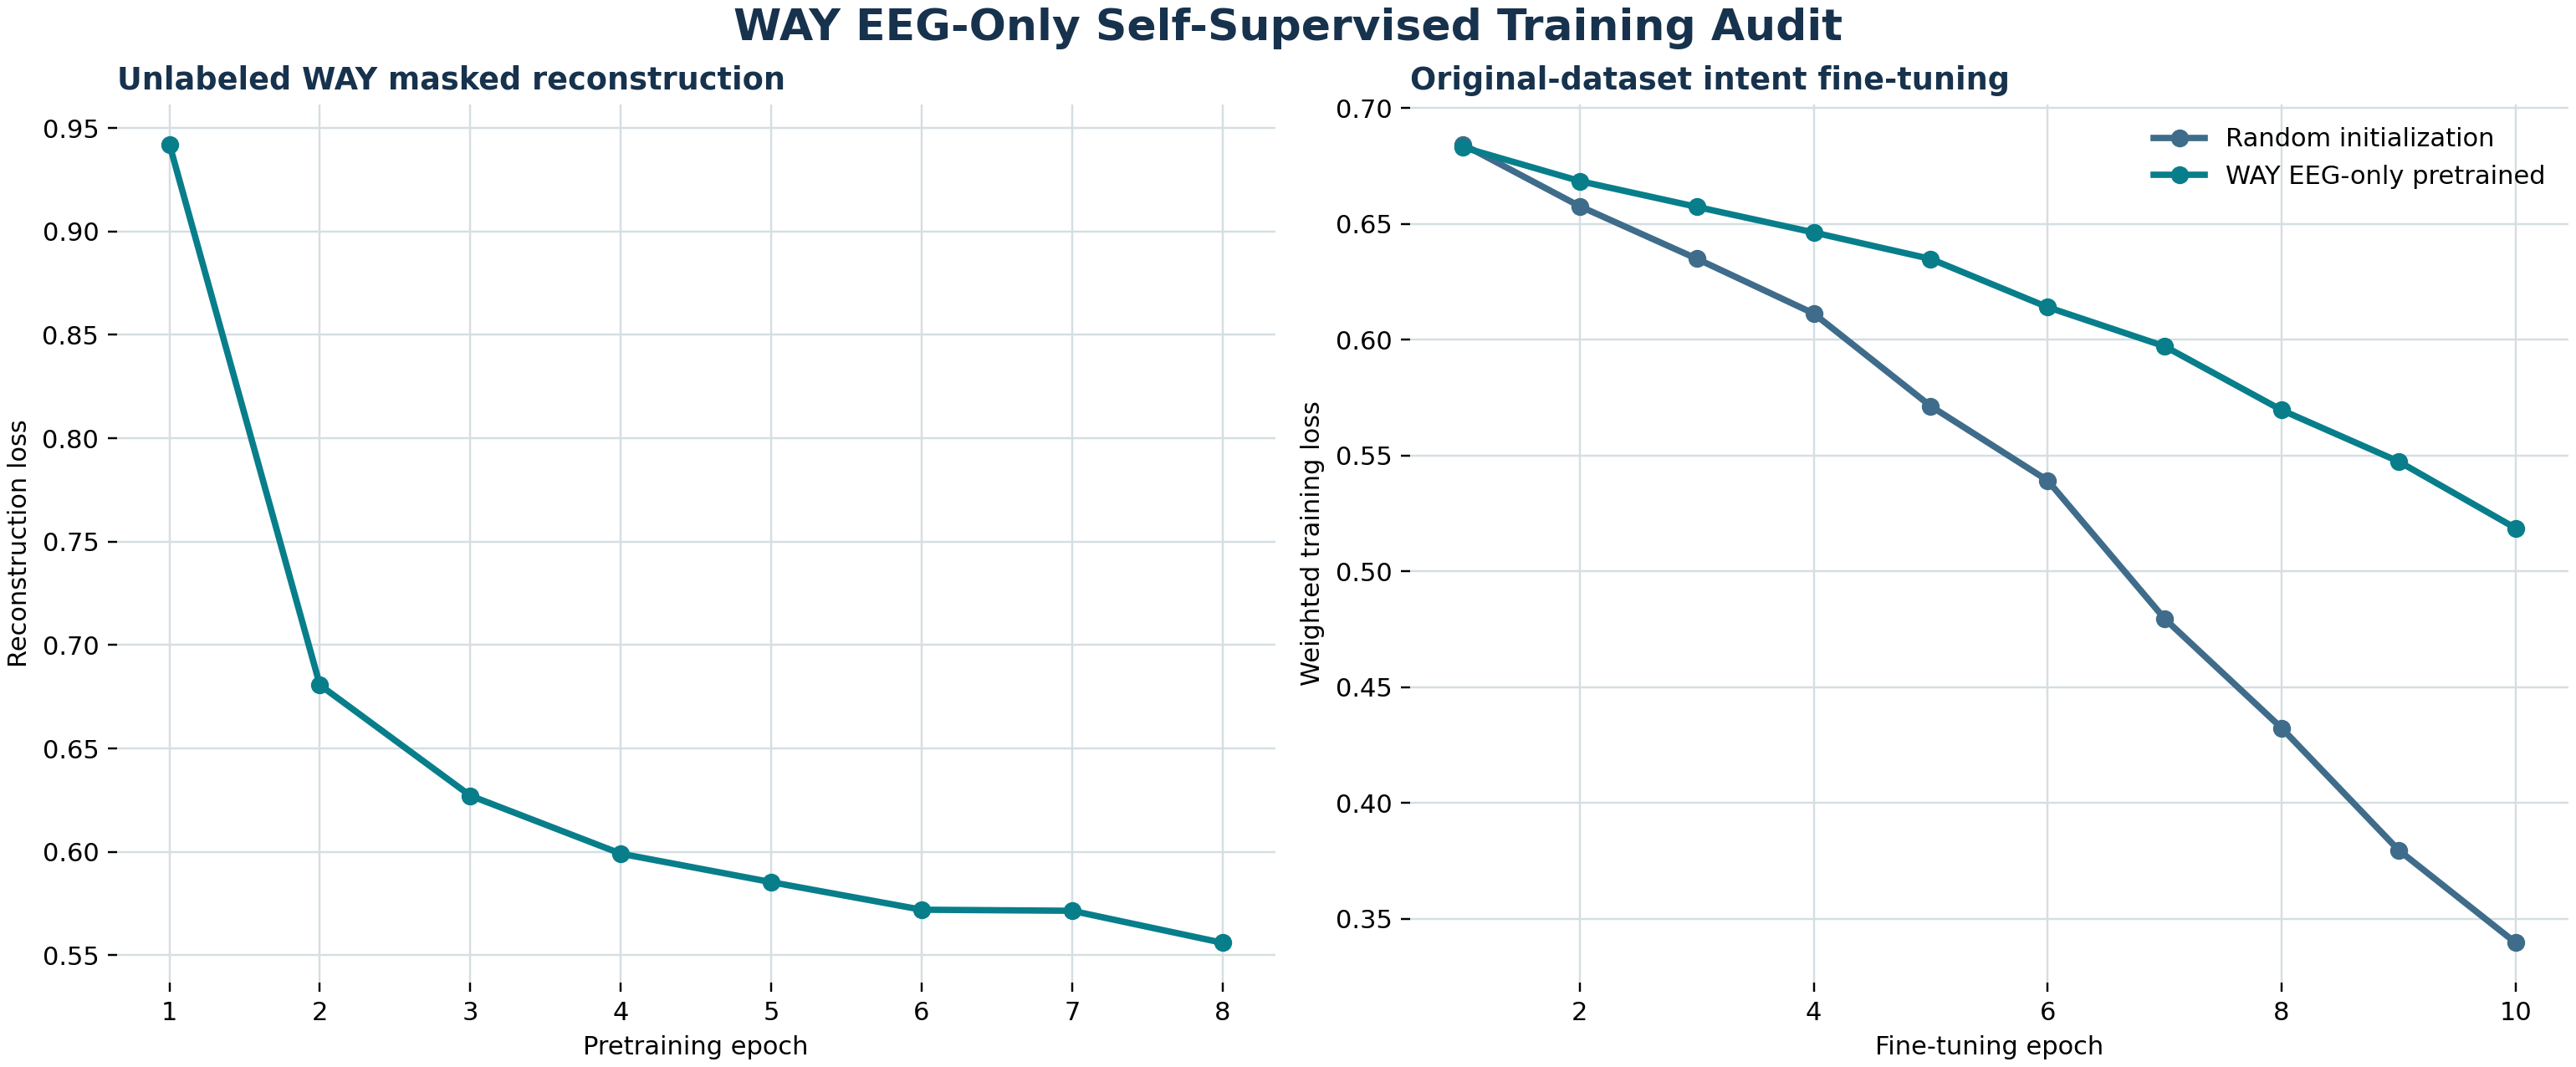 WAY EEG-Only Self-Supervised Training Audit
Unlabeled WAY masked reconstruction
Reconstruction loss
0.95
0.90
0.85
0.80
0.75
0.70
0.65
0.60
0.55
1 2 3 4 5 6 7 8
Pretraining epoch
Original-dataset intent fine-tuning
Weighted training loss
0.70
0.65
0.60
0.55
0.50
0.45
0.40
0.35
Random initialization
WAY EEG-only pretrained
2 4 6 8 10
Fine-tuning epoch